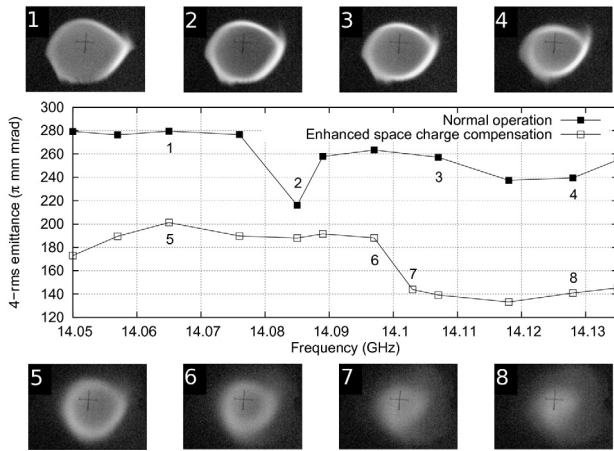 1 2 3 4
300
280
260
240
220
200
180
160
140
120
4-rms emittance (π mm mrad)
Normal operation
Enhanced space charge compensation
1
2
3
4
5
6
7
8
14.05 14.06 14.07 14.08 14.09 14.1 14.11 14.12 14.13
Frequency (GHz)
5 6 7 8